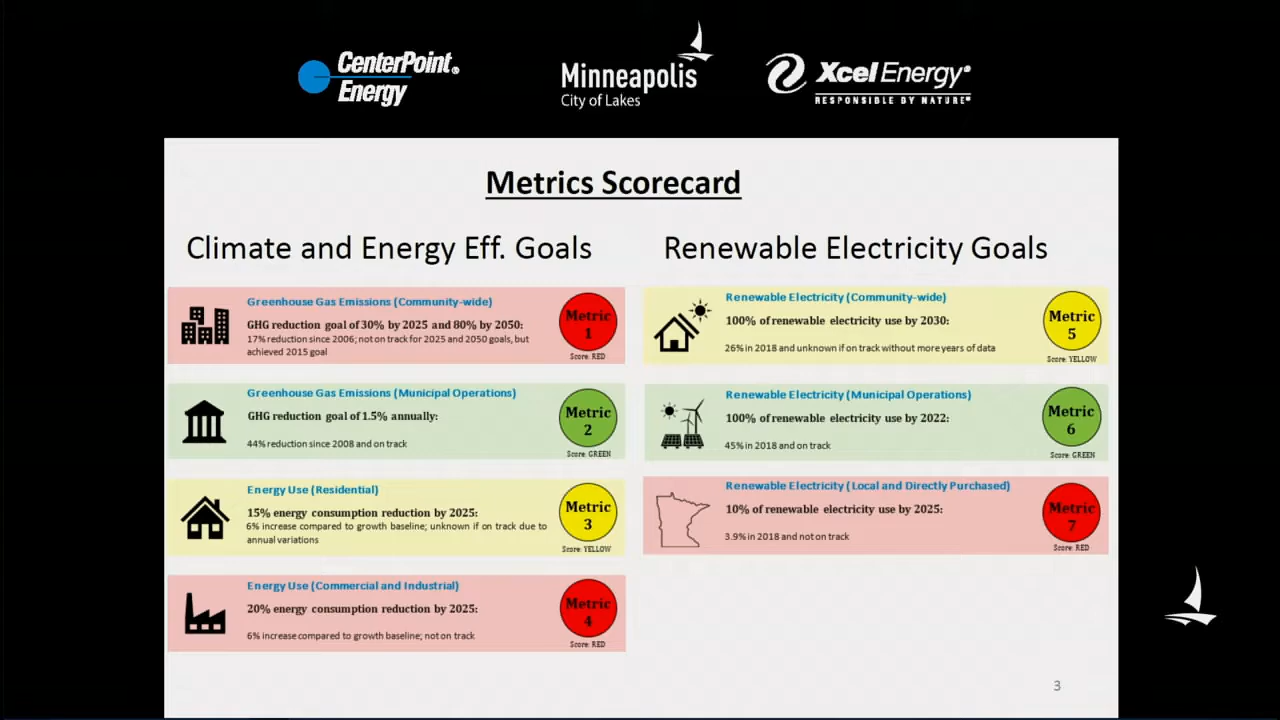 CenterPoint®
Energy
Minneapolis
City of Lakes
Xcel Energy®
RESPONSIBLE BY NATURE®
Metrics Scorecard
Climate and Energy Eff. Goals
Greenhouse Gas Emissions (Community-wide)
GHG reduction goal of 30% by 2025 and 80% by 2050:
17% reduction since 2006; not on track for 2025 and 2050 goals, but
achieved 2015 goal
Metric
1
Score: RED
Greenhouse Gas Emissions (Municipal Operations)
GHG reduction goal of 1.5% annually:
44% reduction since 2008 and on track
Metric
2
Score: GREEN
Energy Use (Residential)
15% energy consumption reduction by 2025:
6% increase compared to growth baseline; unknown if on track due to
annual variations
Metric
3
Score: YELLOW
Energy Use (Commercial and Industrial)
20% energy consumption reduction by 2025:
6% increase compared to growth baseline; not on track
Metric
4
Score: RED
Renewable Electricity Goals
Renewable Electricity (Community-wide)
100% of renewable electricity use by 2030:
26% in 2018 and unknown if on track without more years of data
Metric
5
Score: YELLOW
Renewable Electricity (Municipal Operations)
100% of renewable electricity use by 2022:
45% in 2018 and on track
Metric
6
Score: GREEN
Renewable Electricity (Local and Directly Purchased)
10% of renewable electricity use by 2025:
3.9% in 2018 and not on track
Metric
7
Score: RED
3